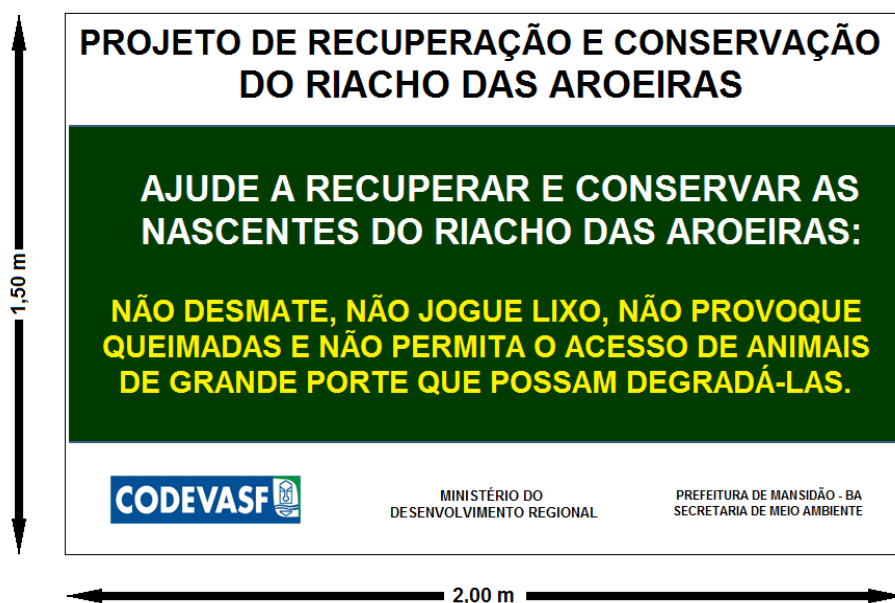 PROJETO DE RECUPERAÇÃO E CONSERVAÇÃO
DO RIACHO DAS AROEIRAS
AJUDE A RECUPERAR E CONSERVAR AS
NASCENTES DO RIACHO DAS AROEIRAS:
NÃO DESMATE, NÃO JOGUE LIXO, NÃO PROVOQUE
QUEIMADAS E NÃO PERMITA O ACESSO DE ANIMAIS
DE GRANDE PORTE QUE POSSAM DEGRADÁ-LAS.
CODEVASF
MINISTÉRIO DO
DESENVOLVIMENTO REGIONAL
PREFEITURA DE MANSIDÃO - BA
SECRETARIA DE MEIO AMBIENTE
1,50 m
2,00 m